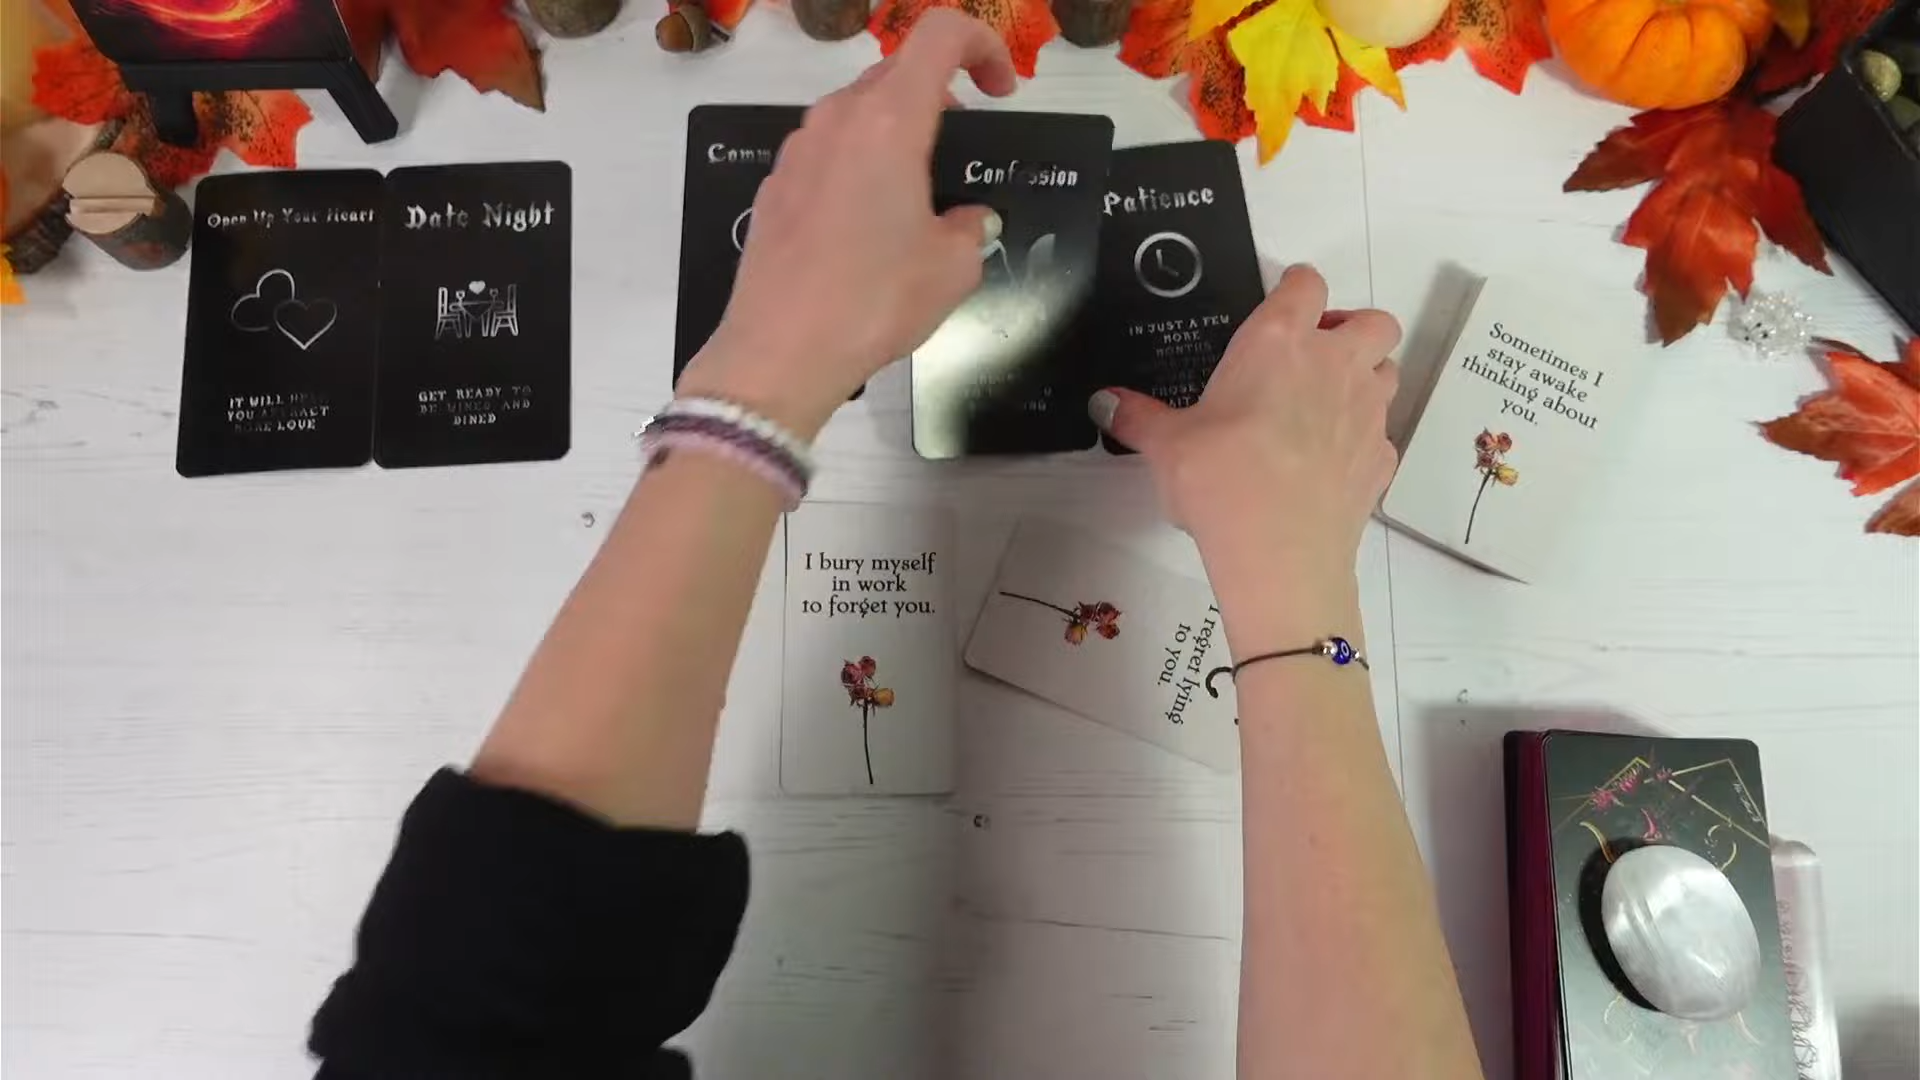 Open Up Your Heart
IT WILL HELP
YOU ATTRACT
MORE LOVE
Date Night
GET READY TO
BE WINED AND
DINED
Comm
Confession
Patience
IN JUST A FEW
MORE
MONTHS
Sometimes I
stay awake
thinking about
you.
I bury myself
in work
to forget you.
I regret lying
to you.